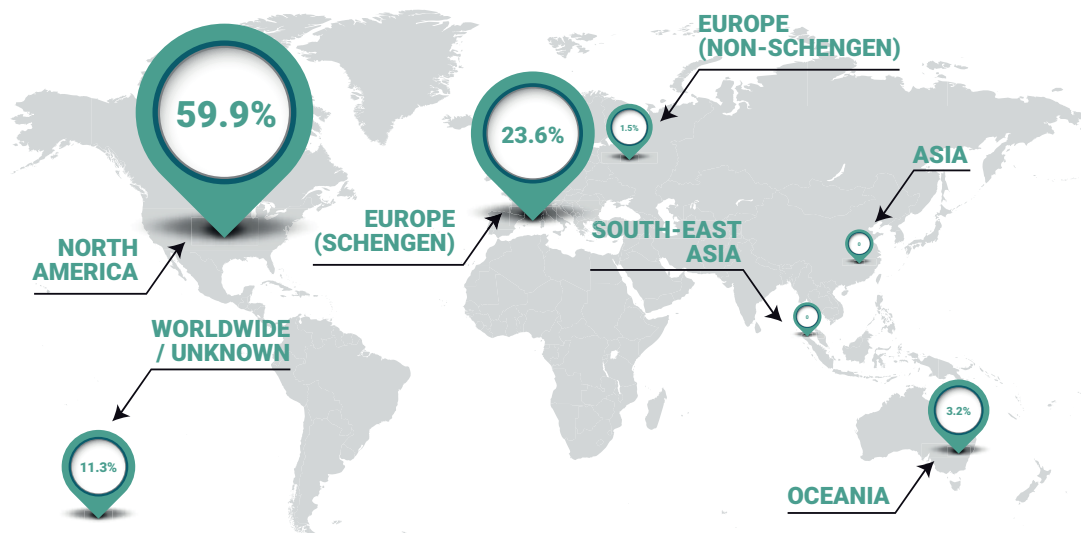 EUROPE
(NON-SCHENGEN)
59.9%
23.6%
1.5%
ASIA
EUROPE
(SCHENGEN)
SOUTH-EAST
ASIA
NORTH
AMERICA
0
0
WORLDWIDE
/ UNKNOWN
3.2%
11.3%
OCEANIA